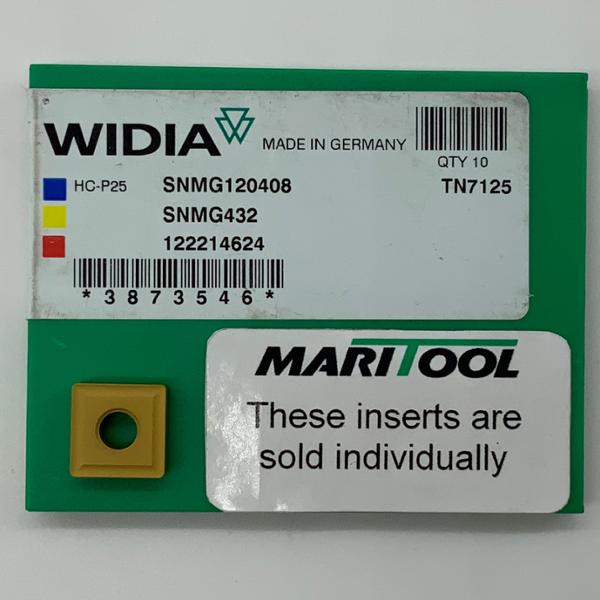 WIDIA
MADE IN GERMANY
QTY 10
HC-P25 SNMG120408 TN7125
SNMG432
122214624
*3873546*
MARITOOL
These inserts are
sold individually